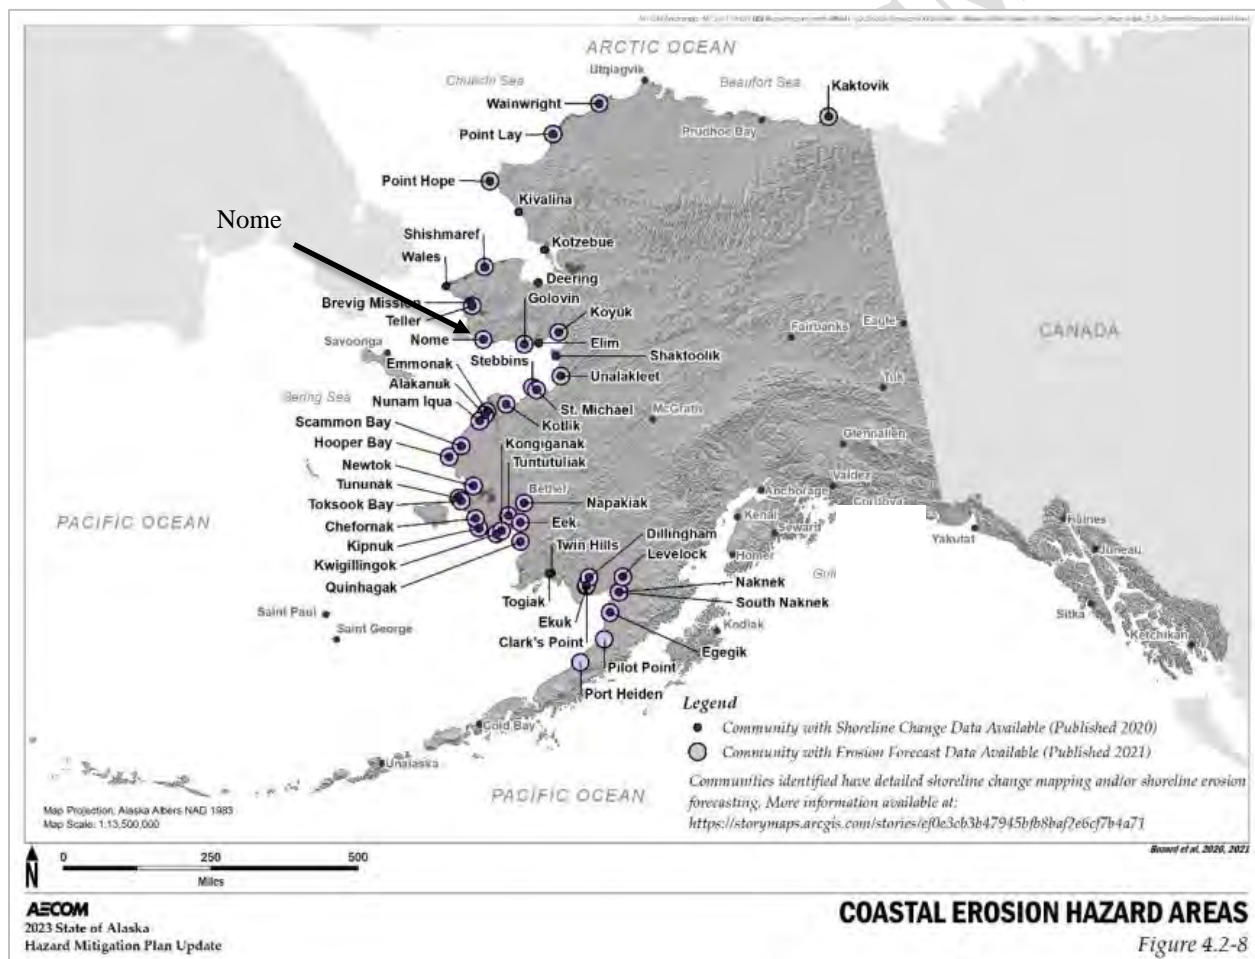 ARCTIC OCEAN
Utqiagvik
Chukchi Sea
Beaufort Sea
Kaktovik
Wainwright
Prudhoe Bay
Point Lay
Point Hope
Kivalina
Nome
Shishmaref
Kotzebue
Wales
Deering
Brevig Mission
Golovin
Teller
Koyuk
Fairbanks
Eagle
CANADA
Nome
Elim
Savoonga
Stebbins
Shaktoolik
Emmonak
Unalakleet
Alakanuk
Tok
Bering Sea
Nunam Iqua
St. Michael
McGrath
Scammon Bay
Kotlik
Hooper Bay
Kongiganak
Glennallen
Newtok
Tuntutuliak
Valdez
Tununak
Bethel
Anchorage
Toksook Bay
Napakiak
Cordova
PACIFIC OCEAN
Chefornak
Eek
Dillingham
Kenai
Seward
Haines
Kipnuk
Twin Hills
Levelock
Homer
Yakutat
Juneau
Kwigillingok
Gulf
Quinhagak
Naknek
Togiak
South Naknek
Sitka
Saint Paul
Ekuk
Kodiak
Saint George
Clark's Point
Egegik
Ketchikan
Pilot Point
Port Heiden
Cold Bay
Unalaska
PACIFIC OCEAN
Legend
Community with Shoreline Change Data Available (Published 2020)
Community with Erosion Forecast Data Available (Published 2021)
Communities identified have detailed shoreline change mapping and/or shoreline erosion
forecasting. More information available at:
https://storymaps.arcgis.com/stories/ef0e3cb3b47945bfb8baf2e6cf7b4a71
Map Projection: Alaska Albers NAD 1983
Map Scale: 1:13,500,000
2020, 2021
N
0 250 500
Miles
AECOM
2023 State of Alaska
Hazard Mitigation Plan Update
COASTAL EROSION HAZARD AREAS
Figure 4.2-8